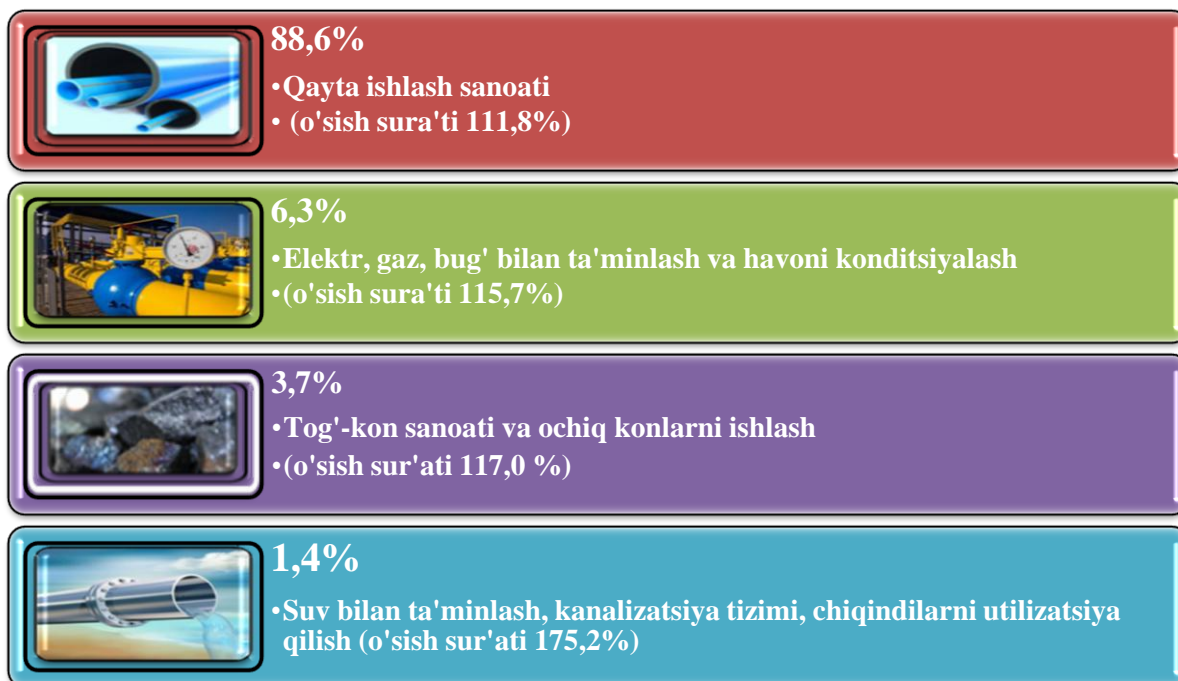 88,6%
•Qayta ishlash sanoati
• (o'sish sura'ti 111,8%)
6,3%
•Elektr, gaz, bug' bilan ta'minlash va havoni konditsiyalash
•(o'sish sura'ti 115,7%)
3,7%
•Tog'-kon sanoati va ochiq konlarni ishlash
•(o'sish sur'ati 117,0 %)
1,4%
•Suv bilan ta'minlash, kanalizatsiya tizimi, chiqindilarni utilizatsiya
qilish (o'sish sur'ati 175,2%)